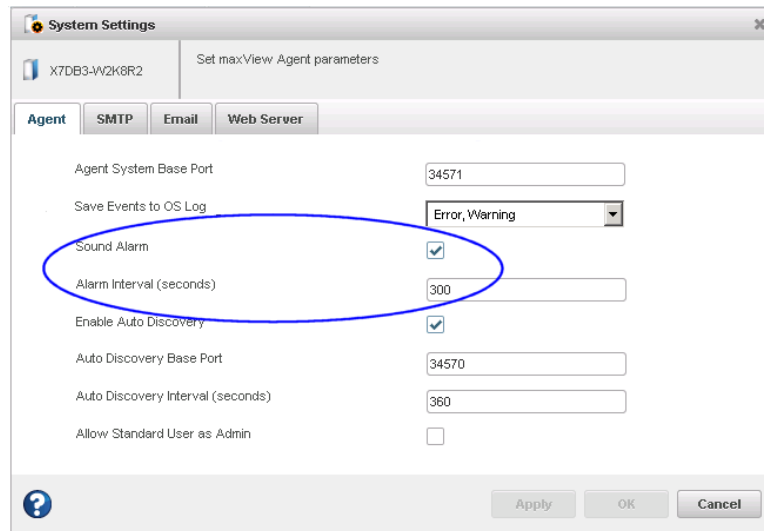 System Settings
X7DB3-W2K8R2
Set maxView Agent parameters
Agent SMTP Email Web Server
Agent System Base Port 34571
Save Events to OS Log Error, Warning
Sound Alarm
Alarm Interval (seconds) 300
Enable Auto Discovery
Auto Discovery Base Port 34570
Auto Discovery Interval (seconds) 360
Allow Standard User as Admin
? Apply OK Cancel